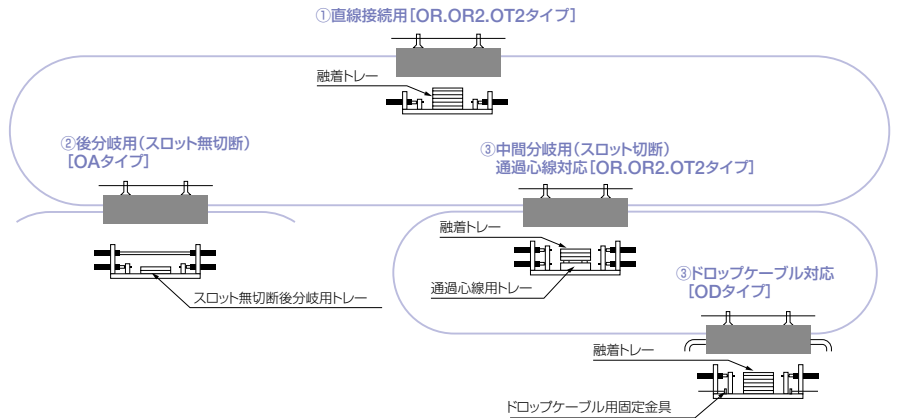 ①直線接続用[OR.OR2.OT2タイプ]
融着トレー
②後分岐用(スロット無切断)
[OAタイプ]
スロット無切断後分岐用トレー
③中間分岐用(スロット切断)
通過心線対応[OR.OR2.OT2タイプ]
融着トレー
通過心線用トレー
③ドロップケーブル対応
[ODタイプ]
融着トレー
ドロップケーブル用固定金具